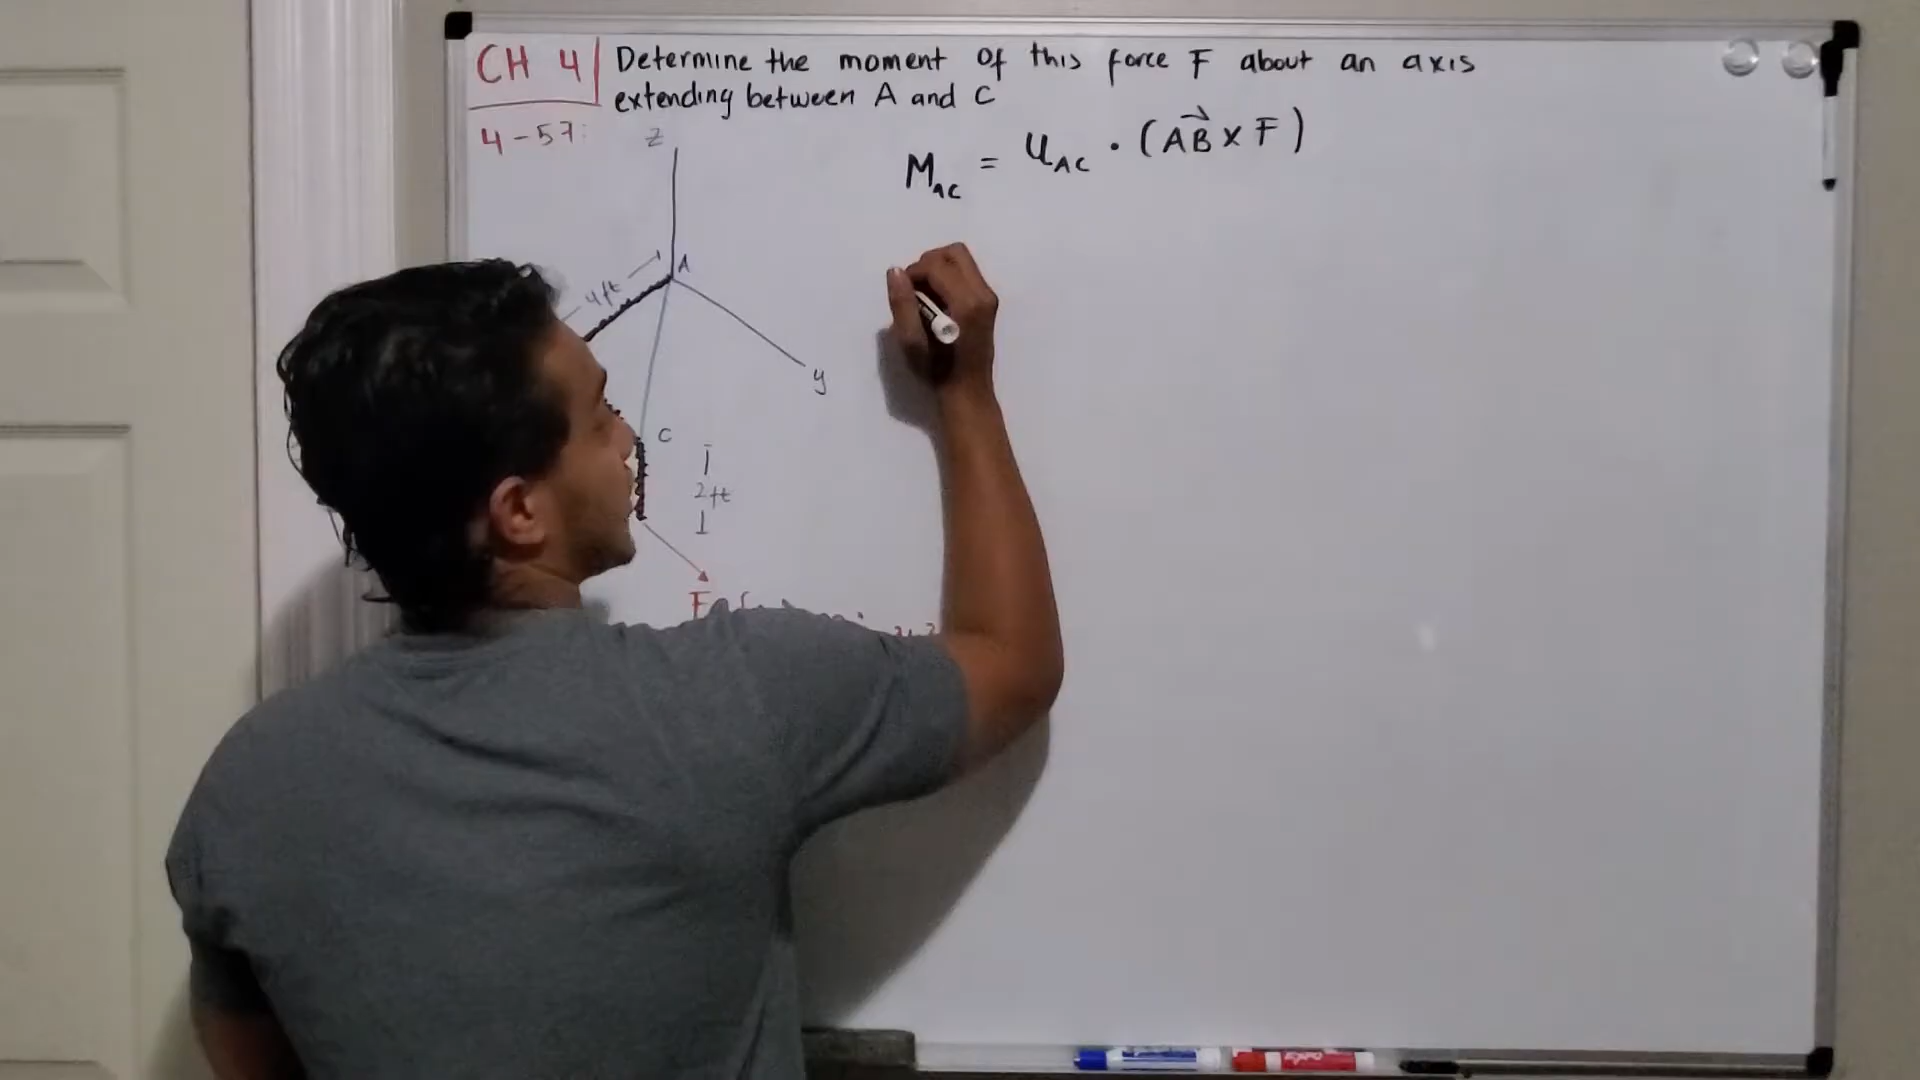 CH 4
Determine the moment of this force F about an axis
extending between A and C
4-57:
z
M_AC = U_AC · (AB x F)
A
4ft
y
C
2ft
F
EXPO